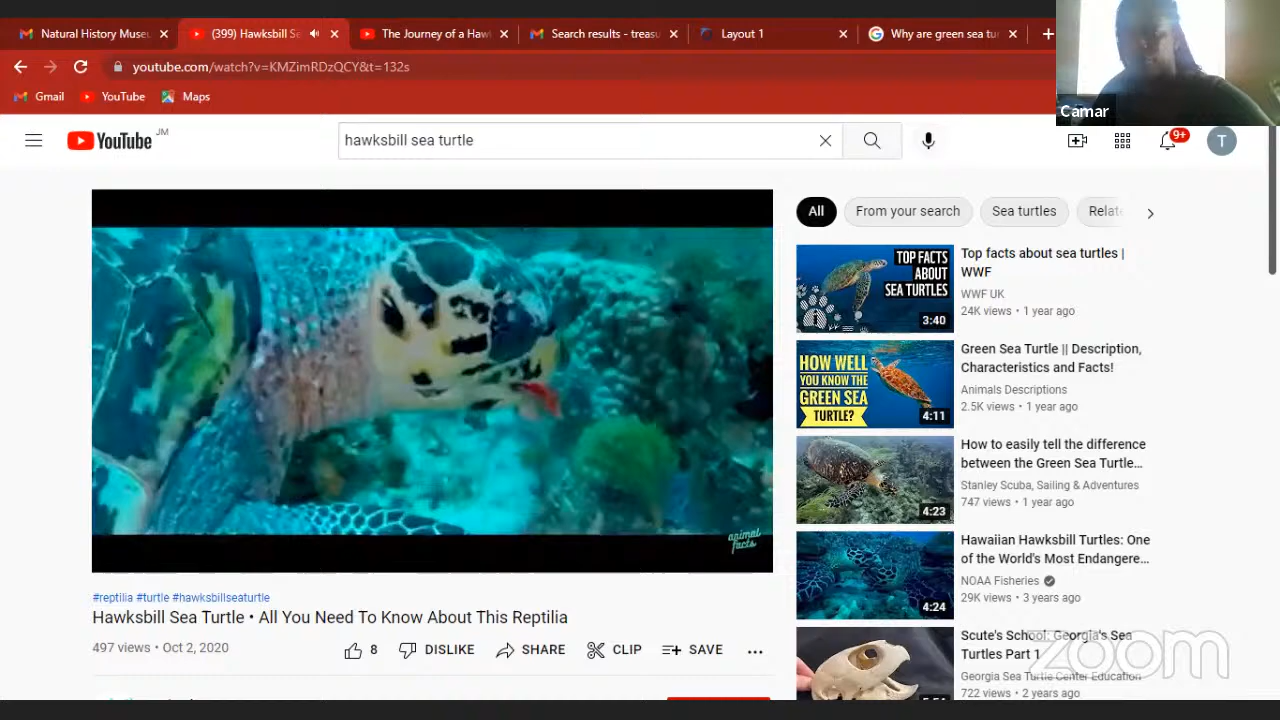 Natural History Muse
(399) Hawksbill Se
The Journey of a Haw
Search results - treasu
Layout 1
Why are green sea tur
youtube.com/watch?v=KMZimRDzQCY&t=132s
Gmail
YouTube
Maps
Camar
YouTube JM
hawksbill sea turtle
9+
T
All
From your search
Sea turtles
Relate
TOP FACTS
ABOUT
SEA TURTLES
3:40
Top facts about sea turtles |
WWF
WWF UK
24K views • 1 year ago
HOW WELL
YOU KNOW THE
GREEN SEA
TURTLE?
4:11
Green Sea Turtle || Description,
Characteristics and Facts!
Animals Descriptions
2.5K views • 1 year ago
4:23
How to easily tell the difference
between the Green Sea Turtle...
Stanley Scuba, Sailing & Adventures
747 views • 1 year ago
animal
facts
4:24
Hawaiian Hawksbill Turtles: One
of the World's Most Endangere...
NOAA Fisheries
29K views • 3 years ago
#reptilia #turtle #hawksbillseaturtle
Hawksbill Sea Turtle • All You Need To Know About This Reptilia
497 views • Oct 2, 2020
8
DISLIKE
SHARE
CLIP
SAVE
Scute's School: Georgia's Sea
Turtles Part 1
Georgia Sea Turtle Center Education
722 views • 2 years ago
zoom